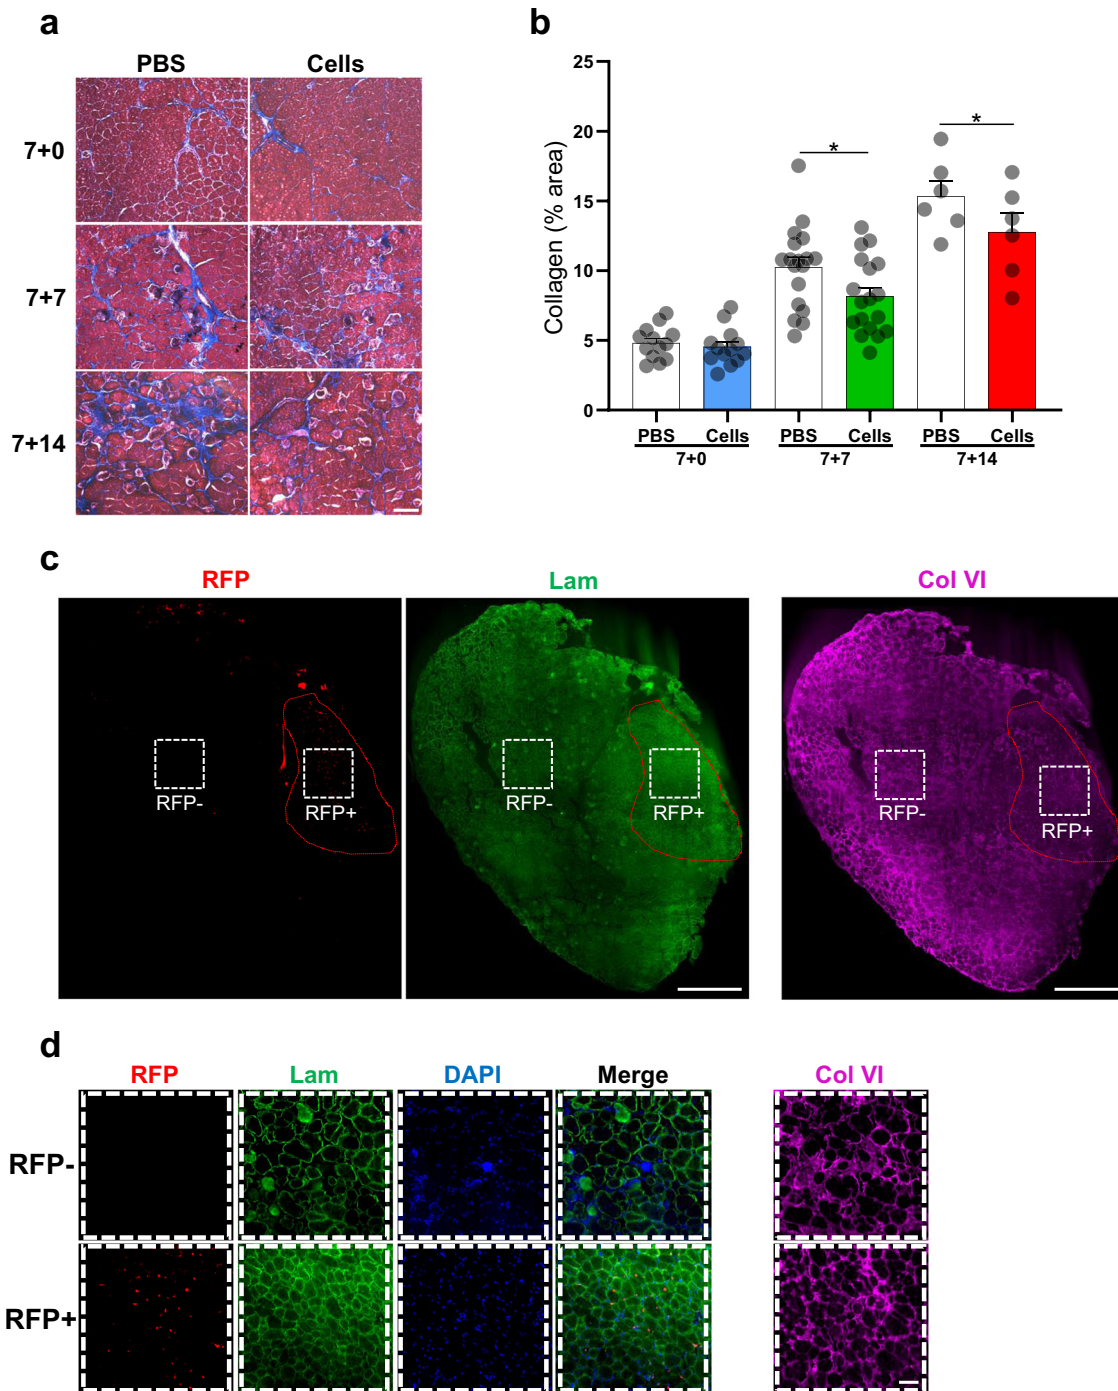 a
PBS Cells
7+0
7+7
7+14
b
Collagen (% area)
25
20
15
10
5
0
* *
PBS Cells PBS Cells PBS Cells
7+0 7+7 7+14
c
RFP Lam Col VI
RFP- RFP+ RFP- RFP+ RFP- RFP+
d
RFP Lam DAPI Merge Col VI
RFP-
RFP+